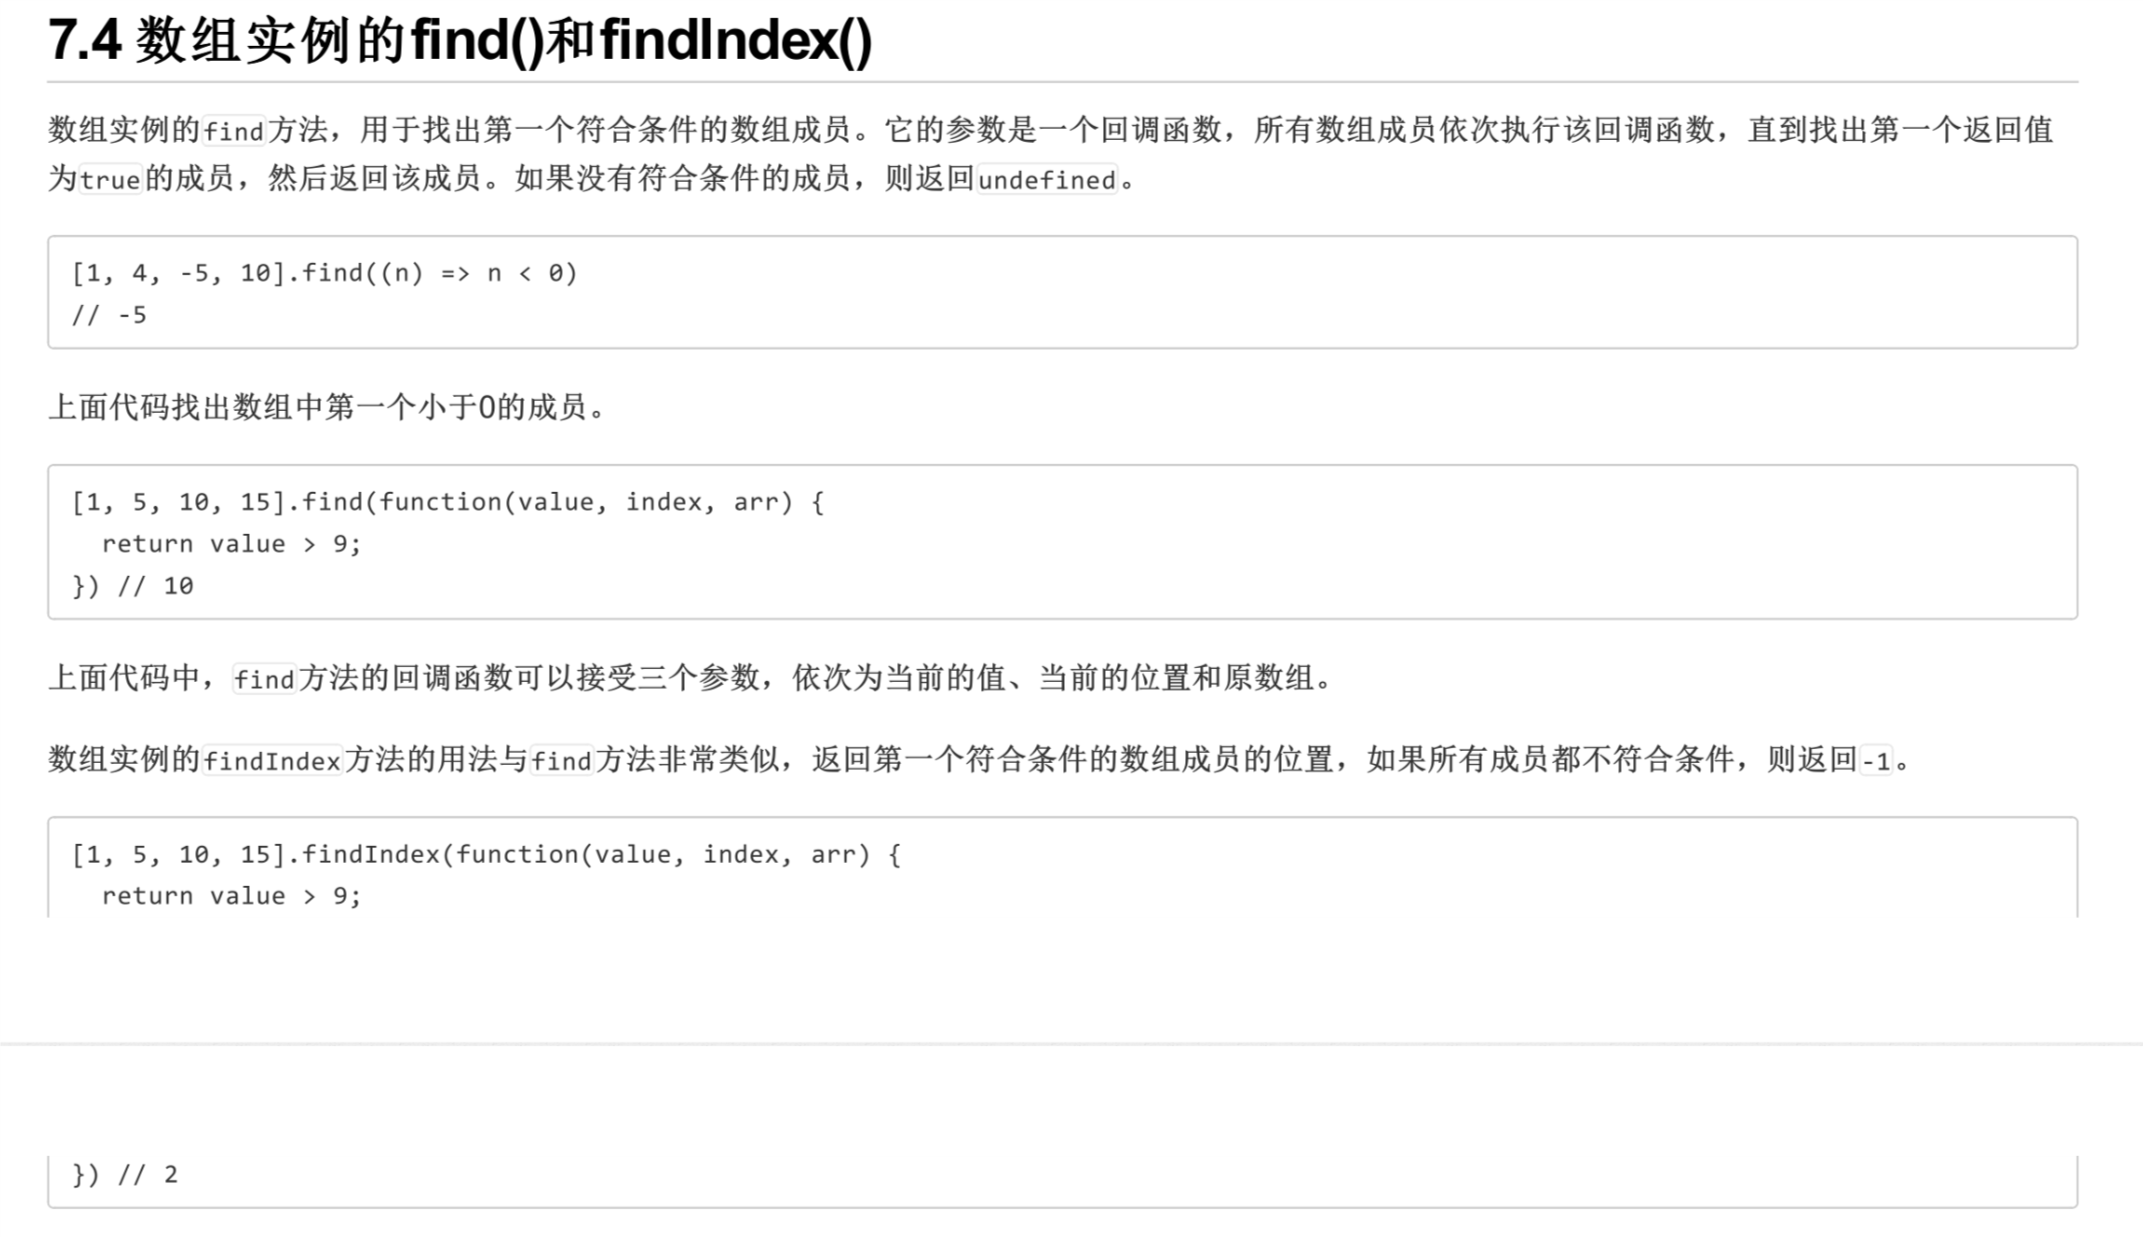 7.4 数组实例的find()和findIndex()
数组实例的find方法，用于找出第一个符合条件的数组成员。它的参数是一个回调函数，所有数组成员依次执行该回调函数，直到找出第一个返回值
为true的成员，然后返回该成员。如果没有符合条件的成员，则返回undefined。
[1, 4, -5, 10].find((n) => n < 0)
// -5
上面代码找出数组中第一个小于0的成员。
[1, 5, 10, 15].find(function(value, index, arr) {
  return value > 9;
}) // 10
上面代码中，find方法的回调函数可以接受三个参数，依次为当前的值、当前的位置和原数组。
数组实例的findIndex方法的用法与find方法非常类似，返回第一个符合条件的数组成员的位置，如果所有成员都不符合条件，则返回-1。
[1, 5, 10, 15].findIndex(function(value, index, arr) {
  return value > 9;
}) // 2